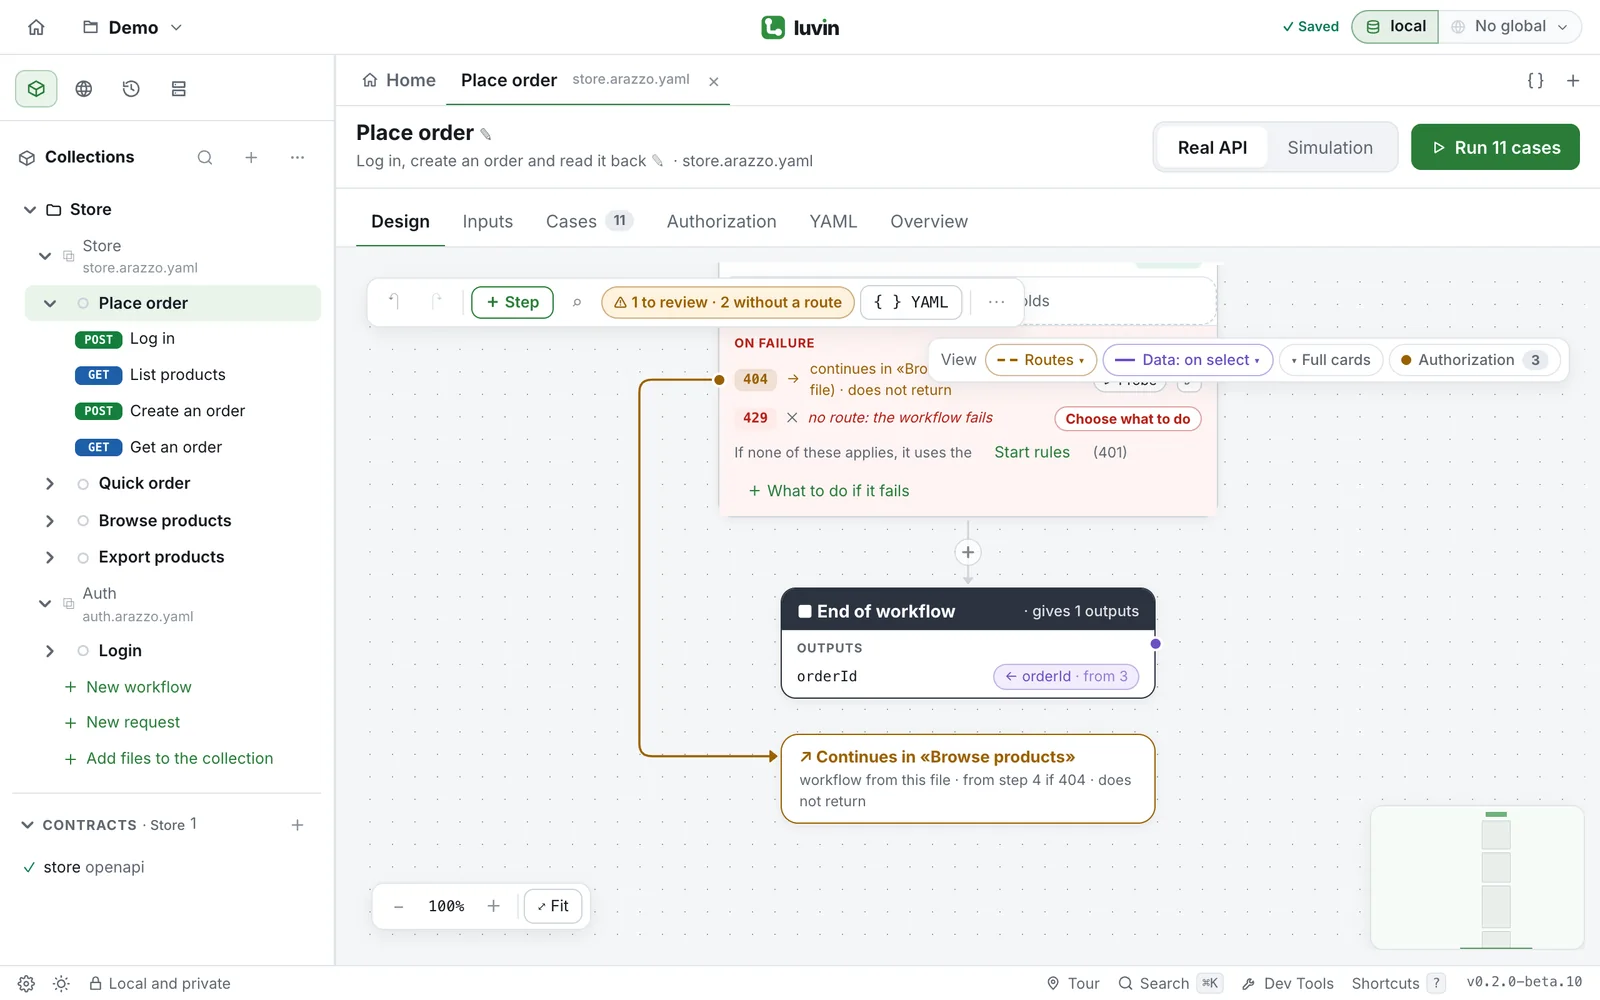 Demo
luvin
✓ Saved
local
No global
Home
Place order store.arazzo.yaml
Collections
Place order
Log in, create an order and read it back · store.arazzo.yaml
Real API
Simulation
Run 11 cases
Store
Store
store.arazzo.yaml
Place order
POST Log in
GET List products
POST Create an order
GET Get an order
Quick order
Browse products
Export products
Auth
auth.arazzo.yaml
Login
+ New workflow
+ New request
+ Add files to the collection
CONTRACTS · Store 1
store openapi
Design
Inputs
Cases 11
Authorization
YAML
Overview
+ Step
1 to review · 2 without a route
{ } YAML
···
View
Routes
Data: on select
Full cards
Authorization 3
ON FAILURE
404 → continues in «Bro
file) · does not return
429 × no route: the workflow fails
Choose what to do
If none of these applies, it uses the Start rules (401)
+ What to do if it fails
End of workflow · gives 1 outputs
OUTPUTS
orderId
← orderId · from 3
Continues in «Browse products»
workflow from this file · from step 4 if 404 · does
not return
− 100% +
Fit
Local and private
Tour
Search ⌘K
Dev Tools
Shortcuts ?
v0.2.0-beta.10